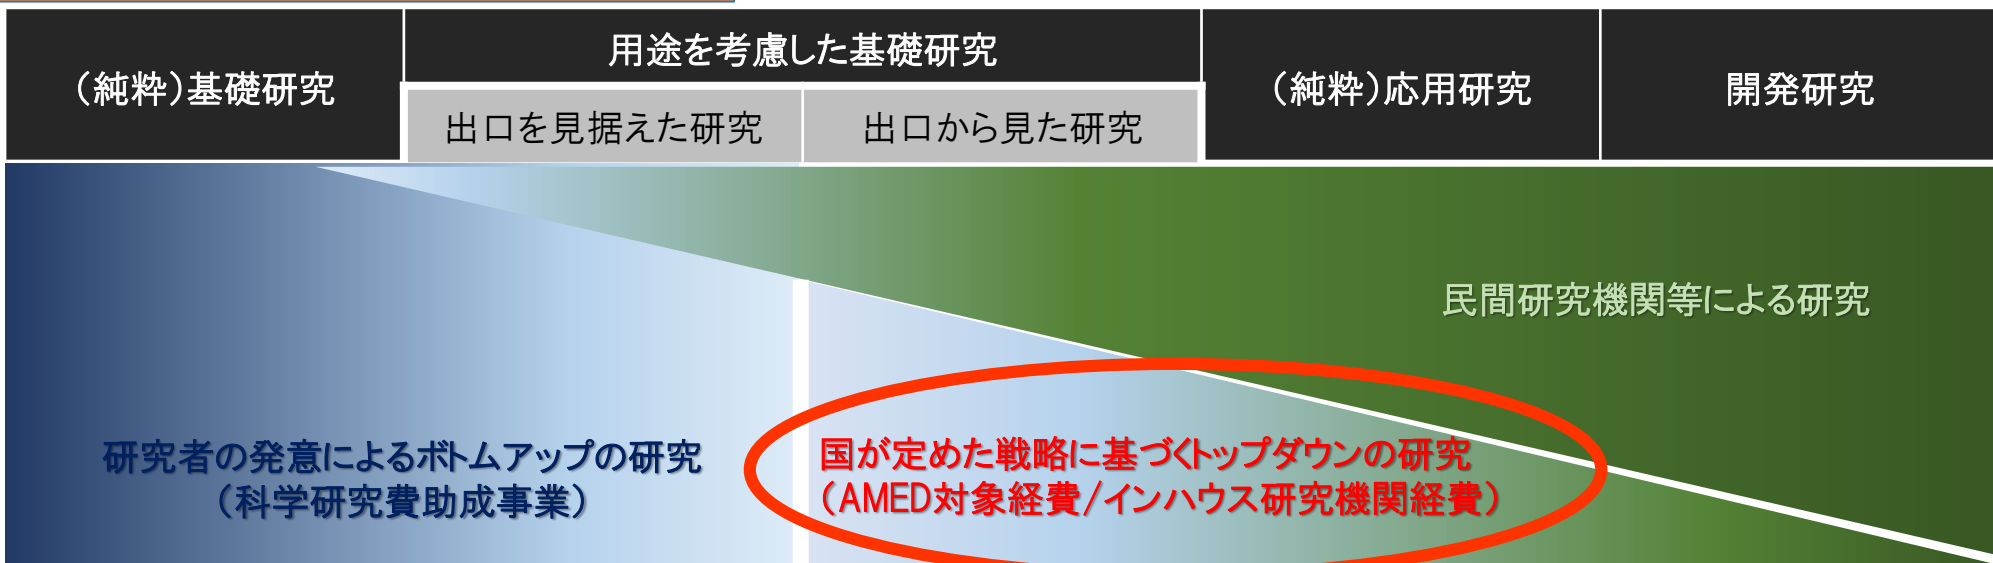 (純粋)基礎研究
用途を考慮した基礎研究
出口を見据えた研究
出口から見た研究
(純粋)応用研究
開発研究
民間研究機関等による研究
研究者の発意によるボトムアップの研究
(科学研究費助成事業)
国が定めた戦略に基づくトップダウンの研究
(AMED対象経費/インハウス研究機関経費)